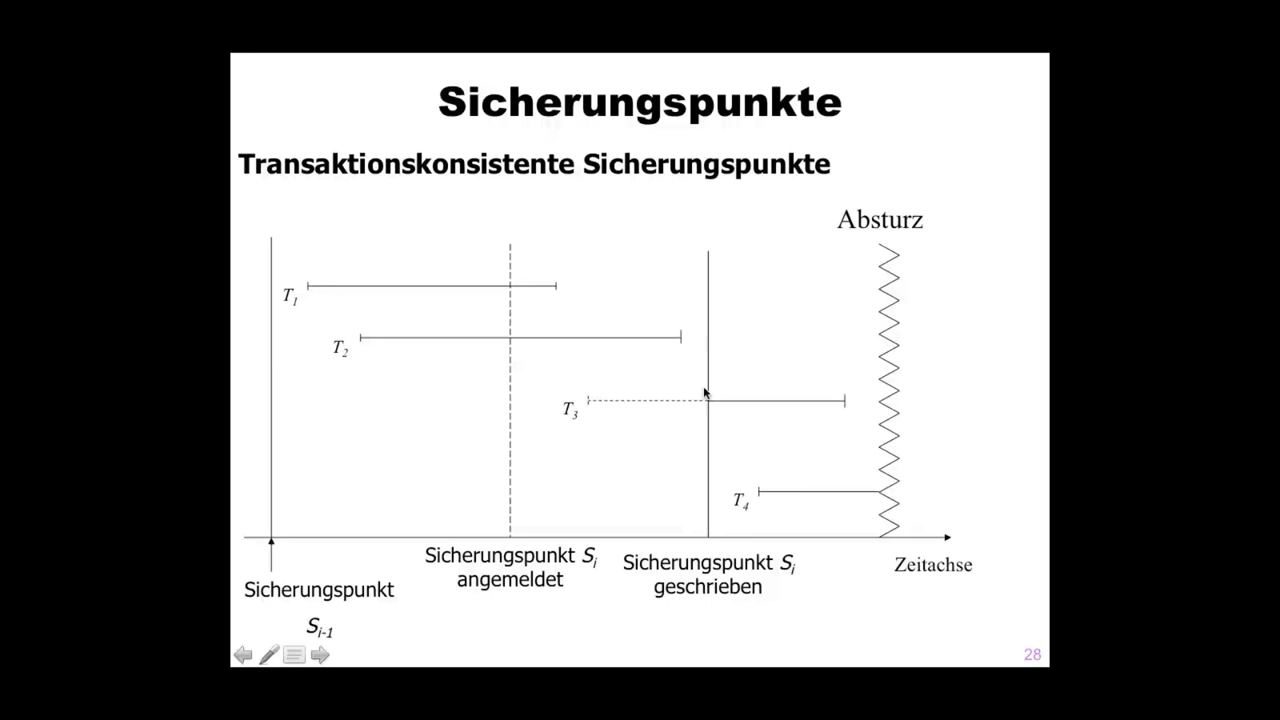 Sicherungspunkte
Transaktionskonsistente Sicherungspunkte
Absturz
T1
T2
T3
T4
Sicherungspunkt Si
angemeldet
Sicherungspunkt Si
geschrieben
Zeitachse
Sicherungspunkt
Si-1
28